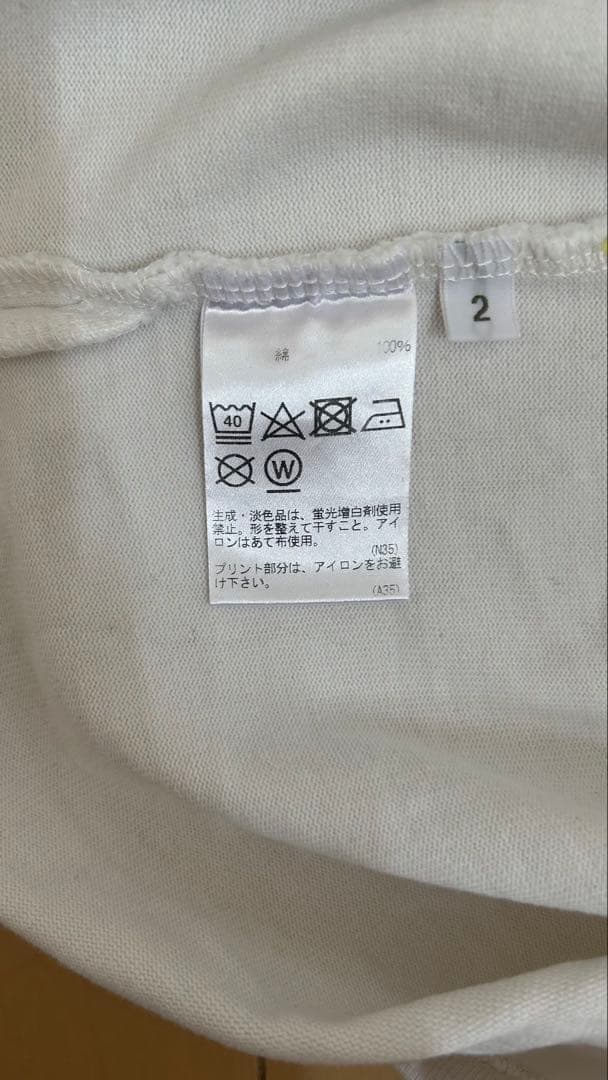 2
綿 100%
40
W
生成・淡色品は、蛍光増白剤使用
禁止。形を整えて干すこと。アイ
ロンはあて布使用。
(N35)
プリント部分は、アイロンをお避
け下さい。
(A35)